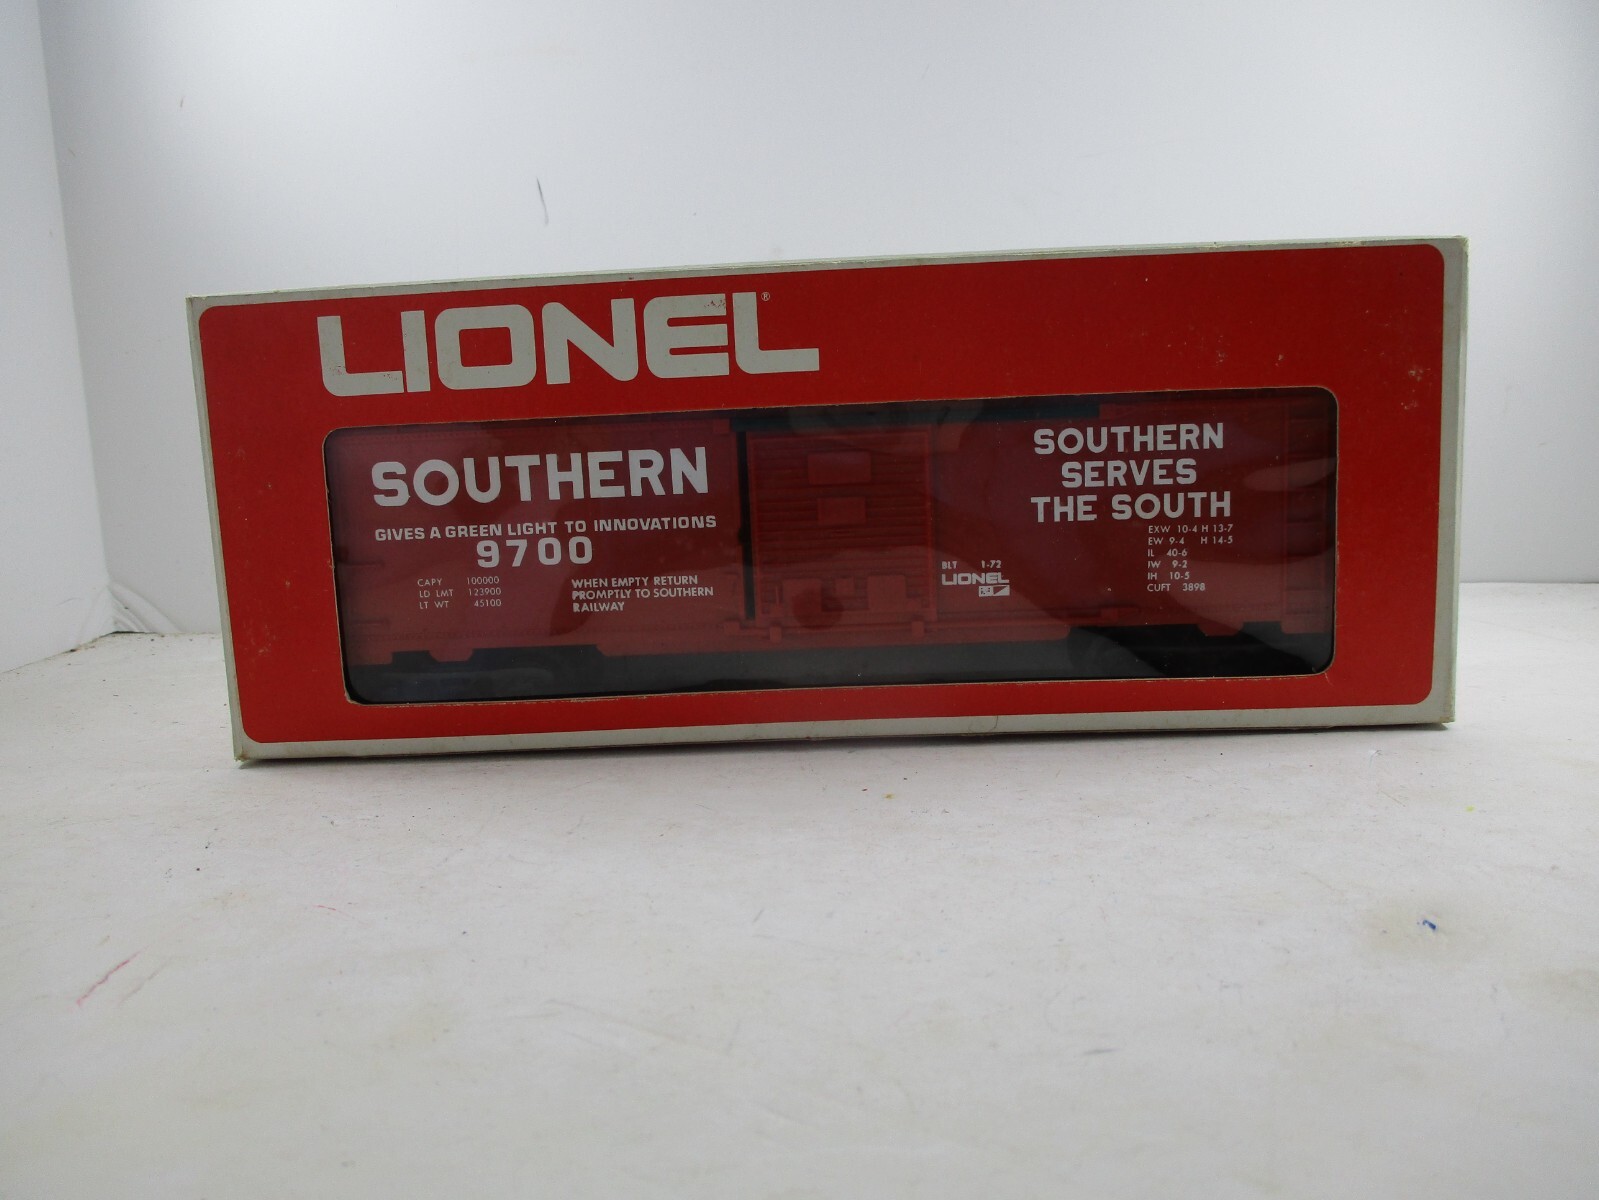 LIONEL®
SOUTHERN
GIVES A GREEN LIGHT TO INNOVATIONS
9700
CAPY 100000
LD LMT 123900
LT WT 45100
WHEN EMPTY RETURN
PROMPTLY TO SOUTHERN
RAILWAY
BLT 1-72
LIONEL
SOUTHERN
SERVES
THE SOUTH
EXW 10-4 H 13-7
EW 9-4 H 14-5
IL 40-6
IW 9-2
IH 10-5
CUFT 3898